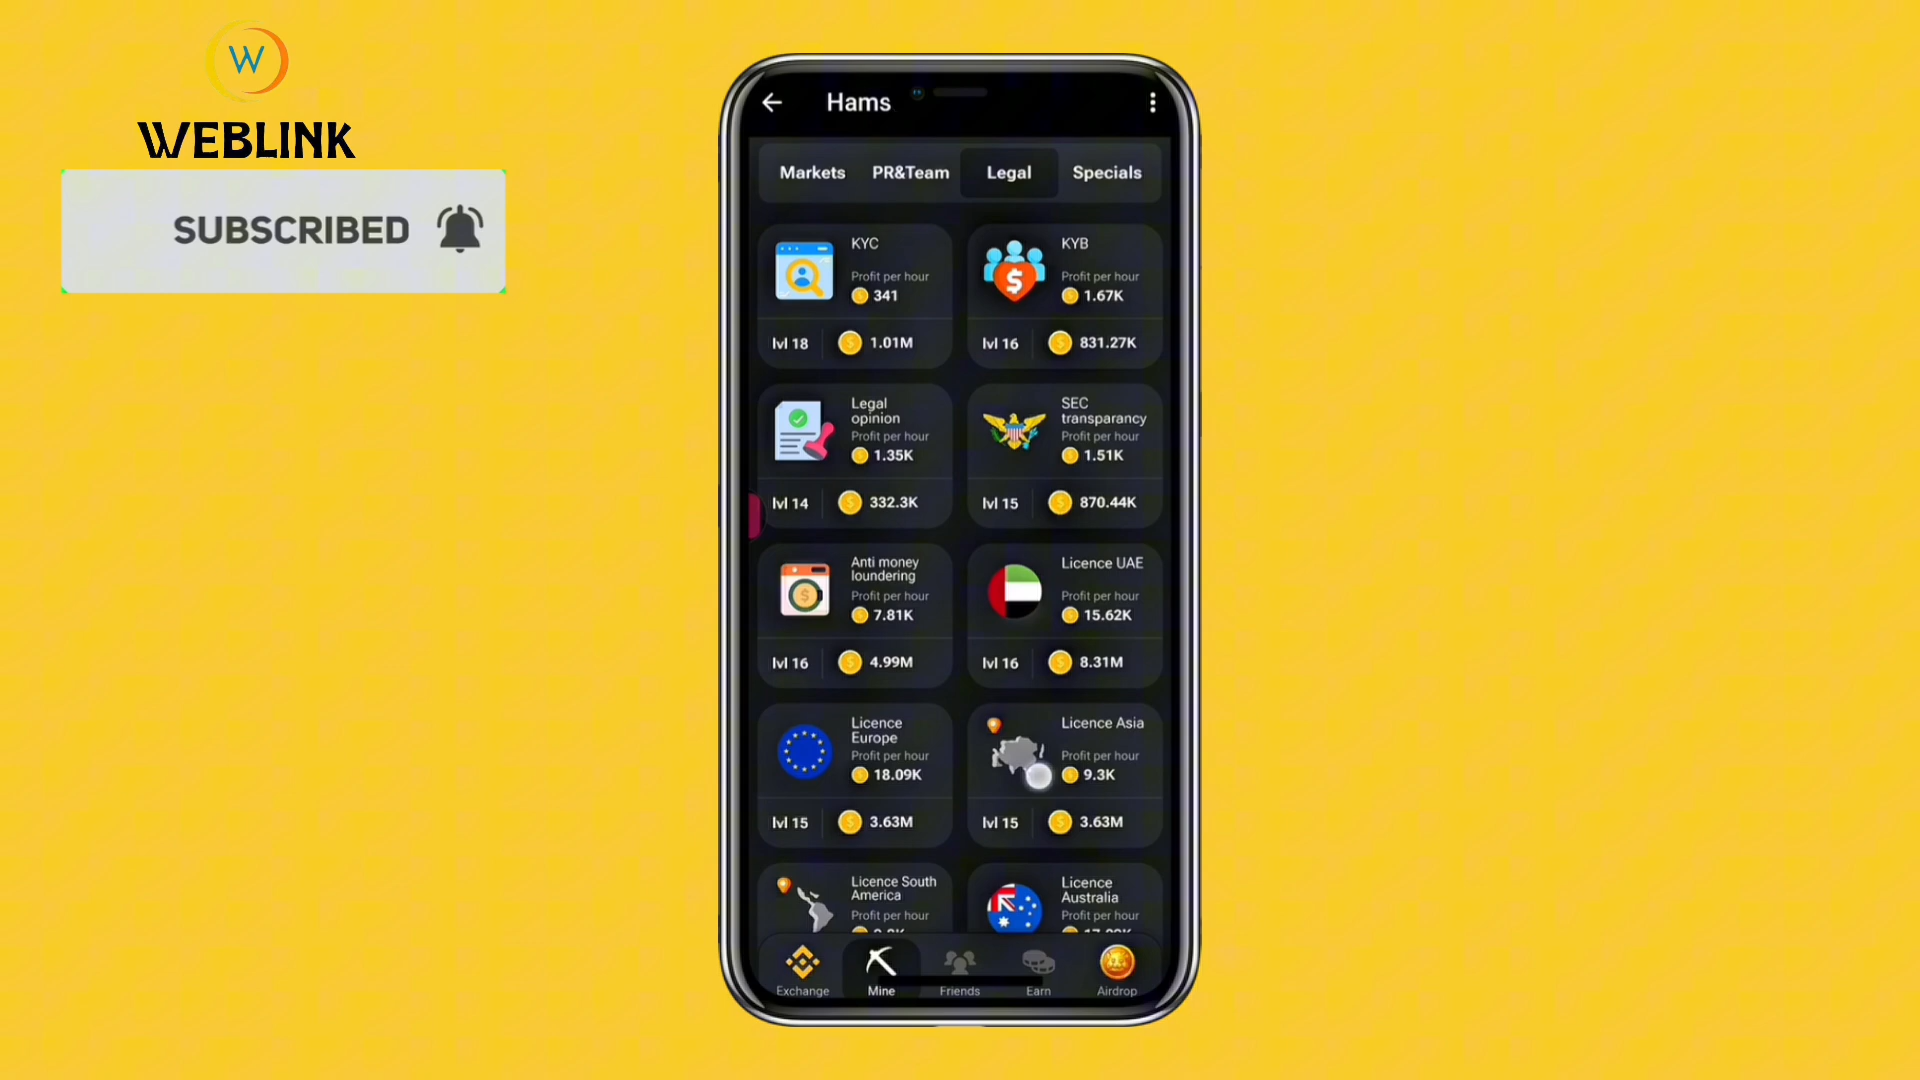 W
WEBLINK
SUBSCRIBED
Hams
Markets PR&Team Legal Specials
KYC
Profit per hour
341
lvl 18 1.01M
KYB
Profit per hour
1.67K
lvl 16 831.27K
Legal
opinion
Profit per hour
1.35K
lvl 14 332.3K
SEC
transparancy
Profit per hour
1.51K
lvl 15 870.44K
Anti money
loundering
Profit per hour
7.81K
lvl 16 4.99M
Licence UAE
Profit per hour
15.62K
lvl 16 8.31M
Licence
Europe
Profit per hour
18.09K
lvl 15 3.63M
Licence Asia
Profit per hour
9.3K
lvl 15 3.63M
Licence South
America
Profit per hour
Licence
Australia
Profit per hour
Exchange Mine Friends Earn Airdrop